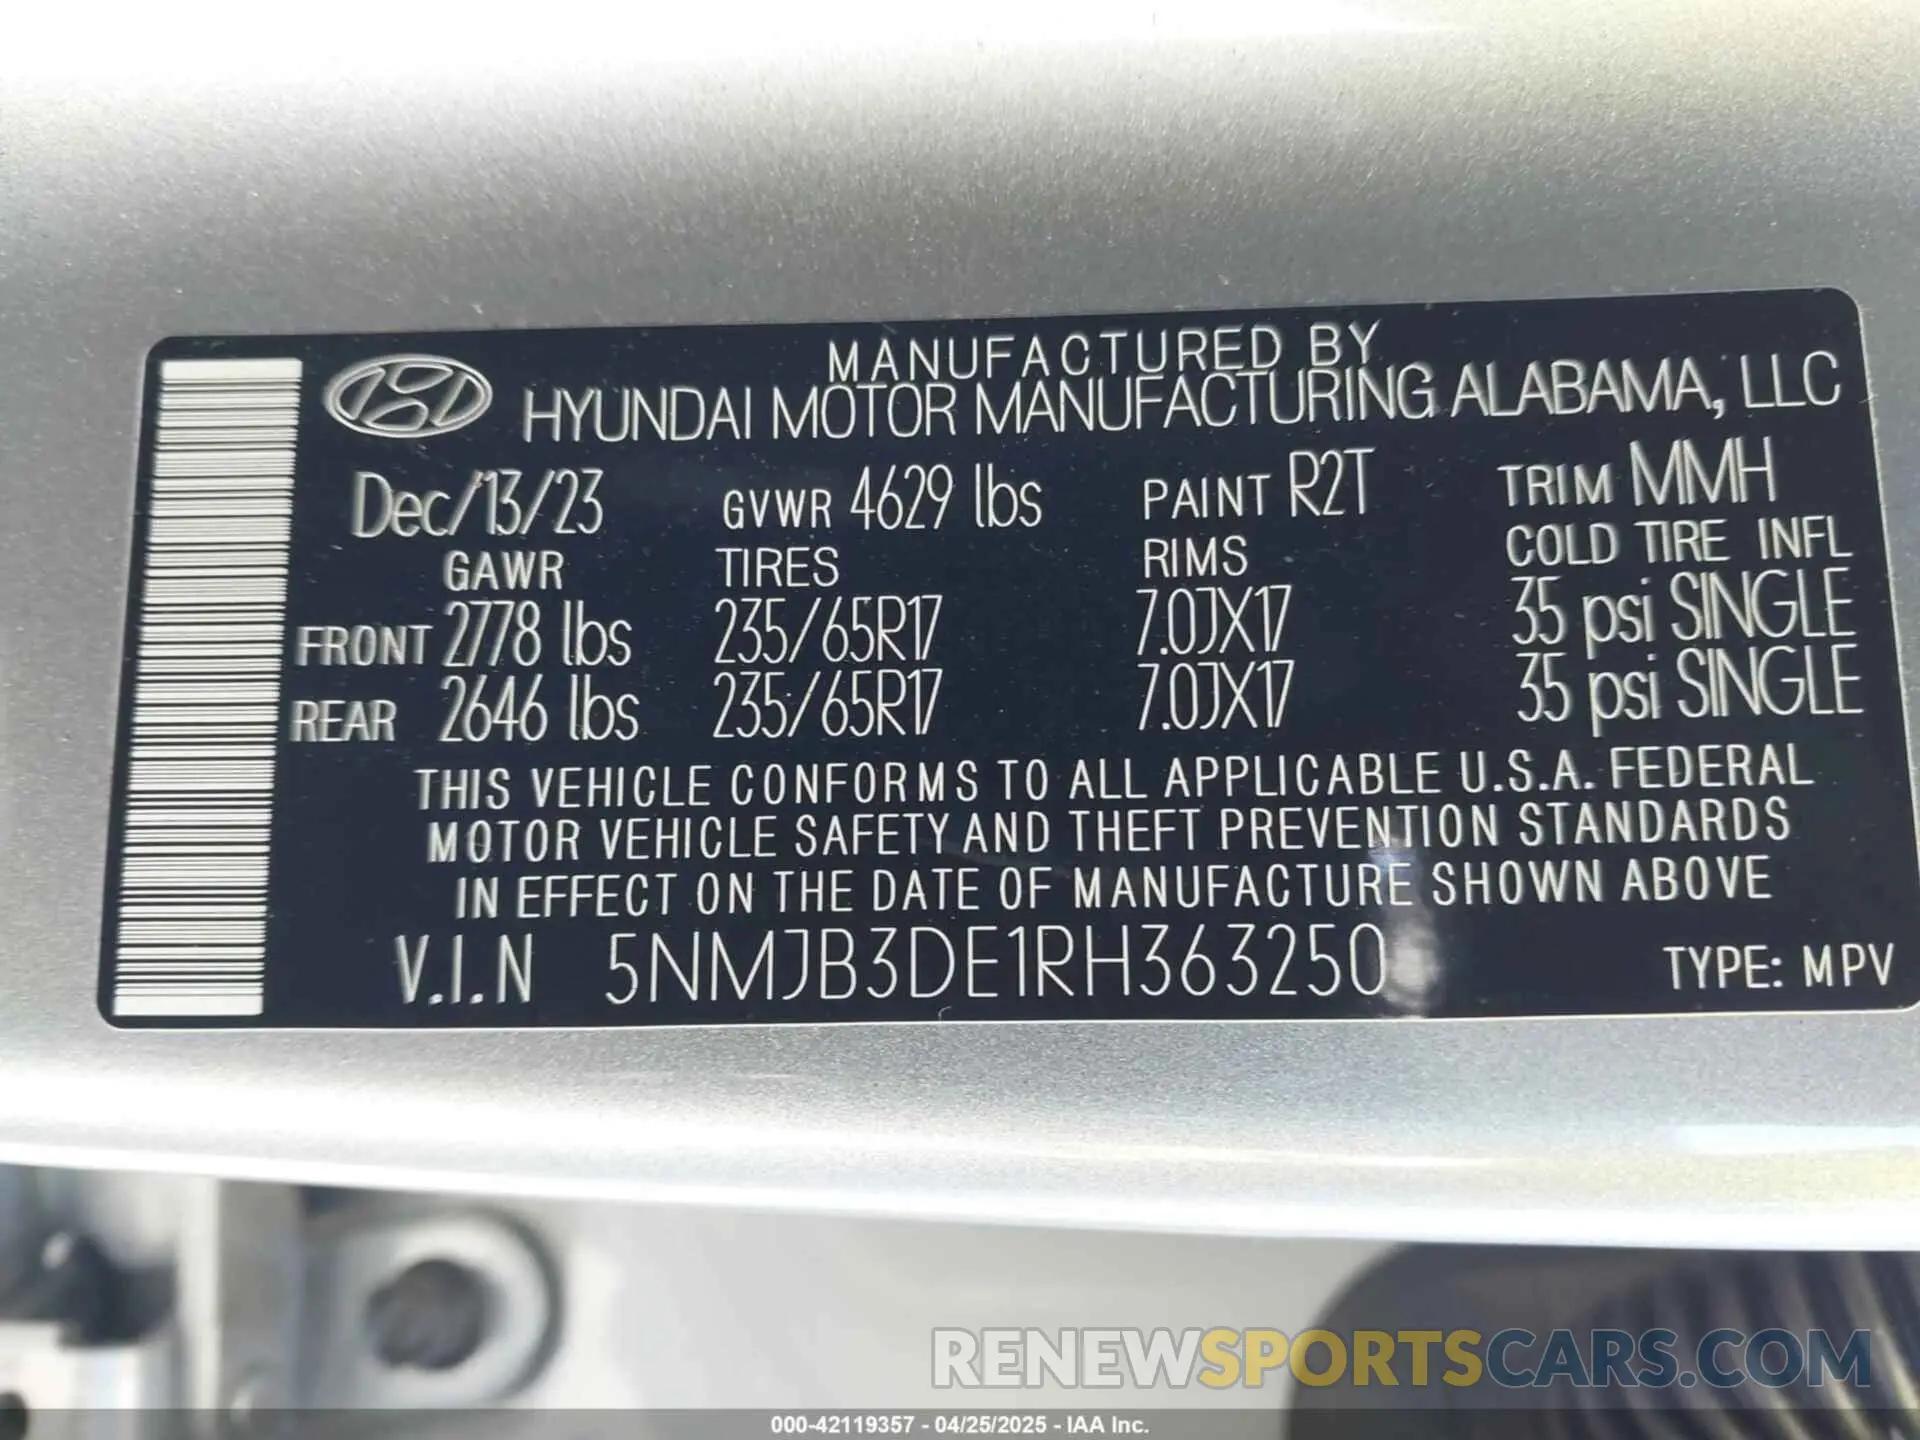 MANUFACTURED BY
HYUNDAI MOTOR MANUFACTURING ALABAMA, LLC
Dec/13/23 GVWR 4629 lbs PAINT R2T TRIM MMH
GAWR TIRES RIMS COLD TIRE INFL
FRONT 2778 lbs 235/65R17 7.0JX17 35 psi SINGLE
REAR 2646 lbs 235/65R17 7.0JX17 35 psi SINGLE
THIS VEHICLE CONFORMS TO ALL APPLICABLE U.S.A. FEDERAL
MOTOR VEHICLE SAFETY AND THEFT PREVENTION STANDARDS
IN EFFECT ON THE DATE OF MANUFACTURE SHOWN ABOVE
V.I.N 5NMJB3DE1RH363250 TYPE: MPV
RENEWSPORTSCARS.COM
000-42119357 - 04/25/2025 - IAA Inc.